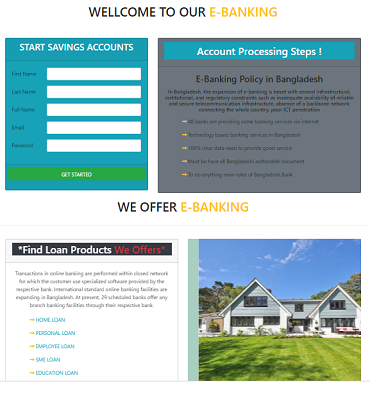 WELLCOME TO OUR E-BANKING
START SAVINGS ACCOUNTS
First Name
Last Name
Full Name
Email
Password
GET STARTED
Account Processing Steps !
E-Banking Policy in Bangladesh
In Bangladesh, the expansion of e-banking is beset with several infrastructural,
institutional, and regulatory constraints such as inadequate availability of reliable
and secure telecommunication infrastructure, absence of a backbone network
connecting the whole country, poor ICT penetration
→ All banks are providing some banking services via internet
→ Technology based banking services in Bangladesh
→ 100% clear data need to provide good service
→ Must be have all Bangladeshi authorable document
→ To do anything main roles of Bangladesh Bank
WE OFFER E-BANKING
*Find Loan Products We Offers*
Transactions in online banking are performed within closed network
for which the customer use specialized software provided by the
respective bank. International standard online banking facilities are
expanding in Bangladesh. At present, 29 scheduled banks offer any
branch banking facilities through their respective bank.
→ HOME LOAN
→ PERSONAL LOAN
→ EMPLOYEE LOAN
→ SME LOAN
→ EDUCATION LOAN